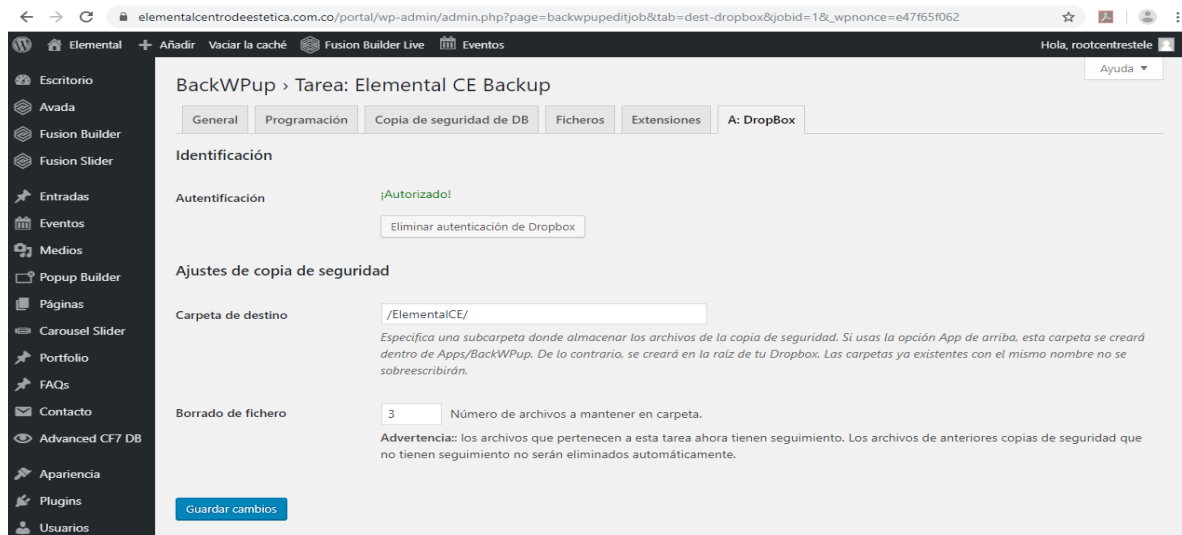 elementalcentrodeestetica.com.co/portal/wp-admin/admin.php?page=backwpupeditjob&tab=dest-dropbox&jobid=1&_wpnonce=e47f65f062
Elemental + Añadir Vaciar la caché Fusion Builder Live Eventos Hola, rootcentrestele
Ayuda ▼
Escritorio
Avada
Fusion Builder
Fusion Slider
Entradas
Eventos
Medios
Popup Builder
Páginas
Carousel Slider
Portfolio
FAQs
Contacto
Advanced CF7 DB
Apariencia
Plugins
Usuarios
BackWPup › Tarea: Elemental CE Backup
General Programación Copia de seguridad de DB Ficheros Extensiones A: DropBox
Identificación
Autentificación ¡Autorizado!
Eliminar autenticación de Dropbox
Ajustes de copia de seguridad
Carpeta de destino /ElementalCE/
Especifica una subcarpeta donde almacenar los archivos de la copia de seguridad. Si usas la opción App de arriba, esta carpeta se creará
dentro de Apps/BackWPup. De lo contrario, se creará en la raíz de tu Dropbox. Las carpetas ya existentes con el mismo nombre no se
sobreescribirán.
Borrado de fichero 3 Número de archivos a mantener en carpeta.
Advertencia:: los archivos que pertenecen a esta tarea ahora tienen seguimiento. Los archivos de anteriores copias de seguridad que
no tienen seguimiento no serán eliminados automáticamente.
Guardar cambios